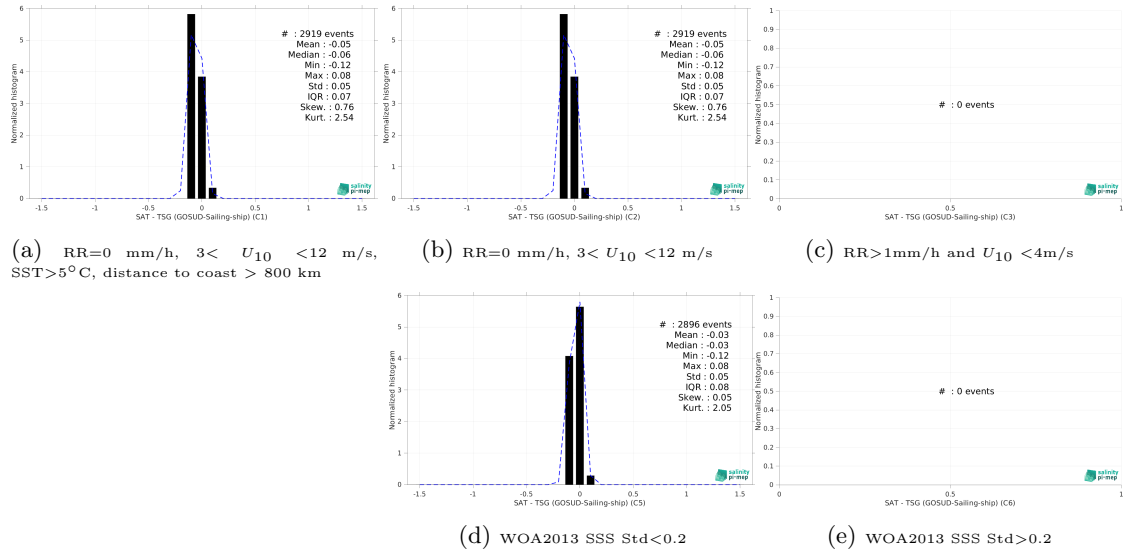 6
5
4
3
2
1
0
Normalized histogram
# : 2919 events
Mean : -0.05
Median : -0.06
Min : -0.12
Max : 0.08
Std : 0.05
IQR : 0.07
Skew. : 0.76
Kurt. : 2.54
salinity
pi-mep
-1.5 -1 -0.5 0 0.5 1 1.5
SAT - TSG (GOSUD-Sailing-ship) (C1)
(a) RR=0 mm/h, 3< U10 <12 m/s,
SST>5°C, distance to coast > 800 km
6
5
4
3
2
1
0
Normalized histogram
# : 2919 events
Mean : -0.05
Median : -0.06
Min : -0.12
Max : 0.08
Std : 0.05
IQR : 0.07
Skew. : 0.76
Kurt. : 2.54
salinity
pi-mep
-1.5 -1 -0.5 0 0.5 1 1.5
SAT - TSG (GOSUD-Sailing-ship) (C2)
(b) RR=0 mm/h, 3< U10 <12 m/s
1
0.9
0.8
0.7
0.6
0.5
0.4
0.3
0.2
0.1
0
Normalized histogram
# : 0 events
salinity
pi-mep
0 0.5 1
SAT - TSG (GOSUD-Sailing-ship) (C3)
(c) RR>1mm/h and U10 <4m/s
6
5
4
3
2
1
0
Normalized histogram
# : 2896 events
Mean : -0.03
Median : -0.03
Min : -0.12
Max : 0.08
Std : 0.05
IQR : 0.08
Skew. : 0.05
Kurt. : 2.05
salinity
pi-mep
-1.5 -1 -0.5 0 0.5 1 1.5
SAT - TSG (GOSUD-Sailing-ship) (C5)
(d) WOA2013 SSS Std<0.2
1
0.9
0.8
0.7
0.6
0.5
0.4
0.3
0.2
0.1
0
Normalized histogram
# : 0 events
salinity
pi-mep
0 0.5 1
SAT - TSG (GOSUD-Sailing-ship) (C6)
(e) WOA2013 SSS Std>0.2